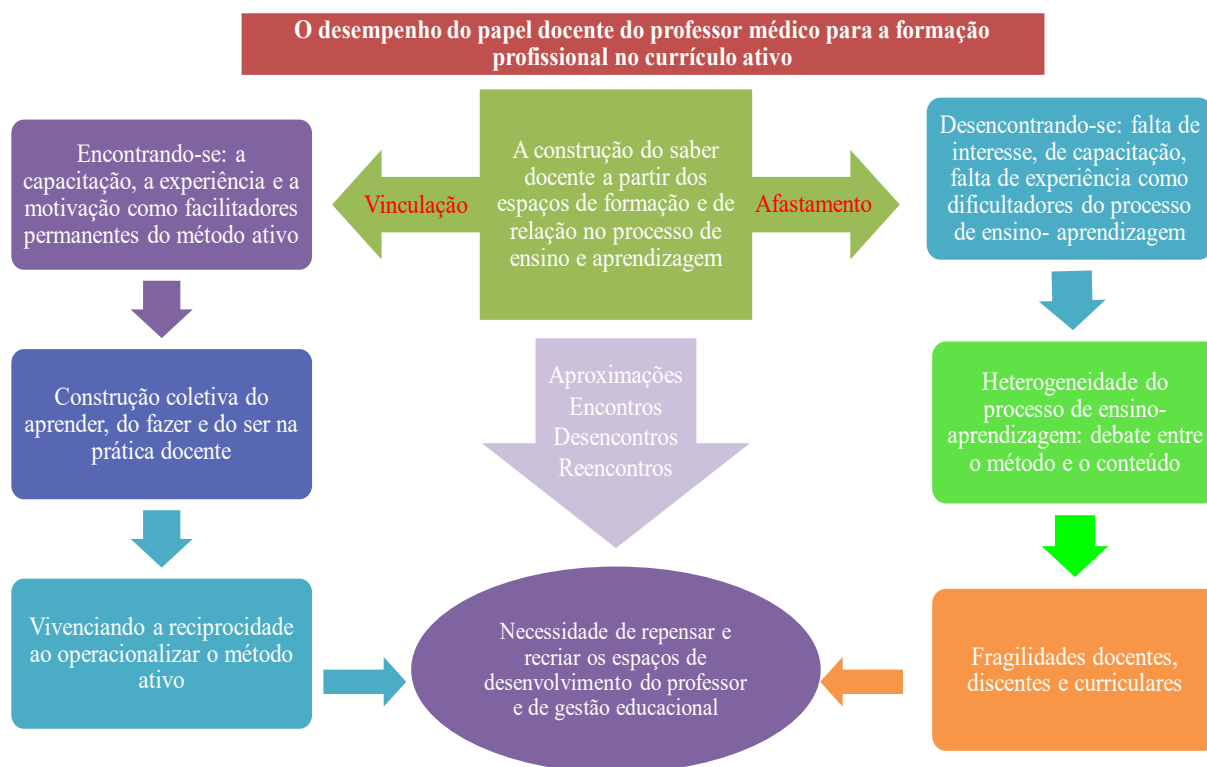 O desempenho do papel docente do professor médico para a formação
profissional no currículo ativo
Encontrando-se: a
capacitação, a experiência e a
motivação como facilitadores
permanentes do método ativo
Vinculação
A construção do saber
docente a partir dos
espaços de formação e de
relação no processo de
ensino e aprendizagem
Afastamento
Desencontrando-se: falta de
interesse, de capacitação,
falta de experiência como
dificultadores do processo
de ensino- aprendizagem
Construção coletiva do
aprender, do fazer e do ser na
prática docente
Aproximações
Encontros
Desencontros
Reencontros
Heterogeneidade do
processo de ensino-
aprendizagem: debate entre
o método e o conteúdo
Vivenciando a reciprocidade
ao operacionalizar o método
ativo
Necessidade de repensar e
recriar os espaços de
desenvolvimento do professor
e de gestão educacional
Fragilidades docentes,
discentes e curriculares